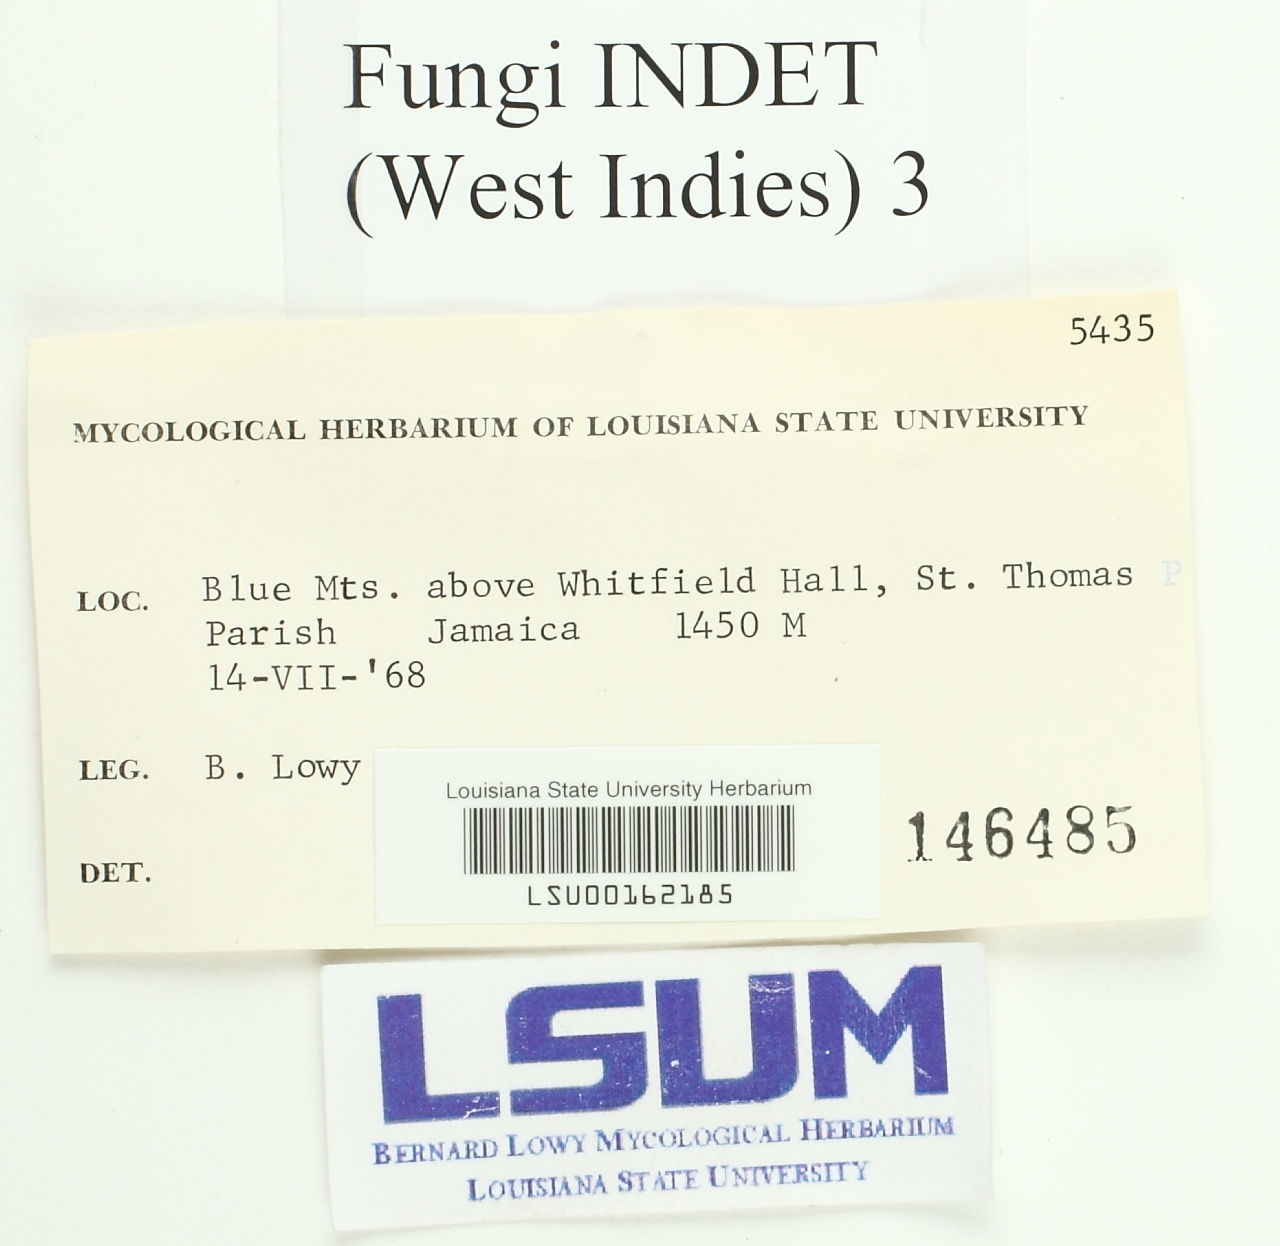 Fungi INDET
(West Indies) 3
5435
MYCOLOGICAL HERBARIUM OF LOUISIANA STATE UNIVERSITY
LOC. Blue Mts. above Whitfield Hall, St. Thomas P
Parish Jamaica 1450 M
14-VII-'68
LEG. B. Lowy
Louisiana State University Herbarium
LSU00162185
146485
DET.
LSUM
BERNARD LOWY MYCOLOGICAL HERBARIUM
LOUISIANA STATE UNIVERSITY